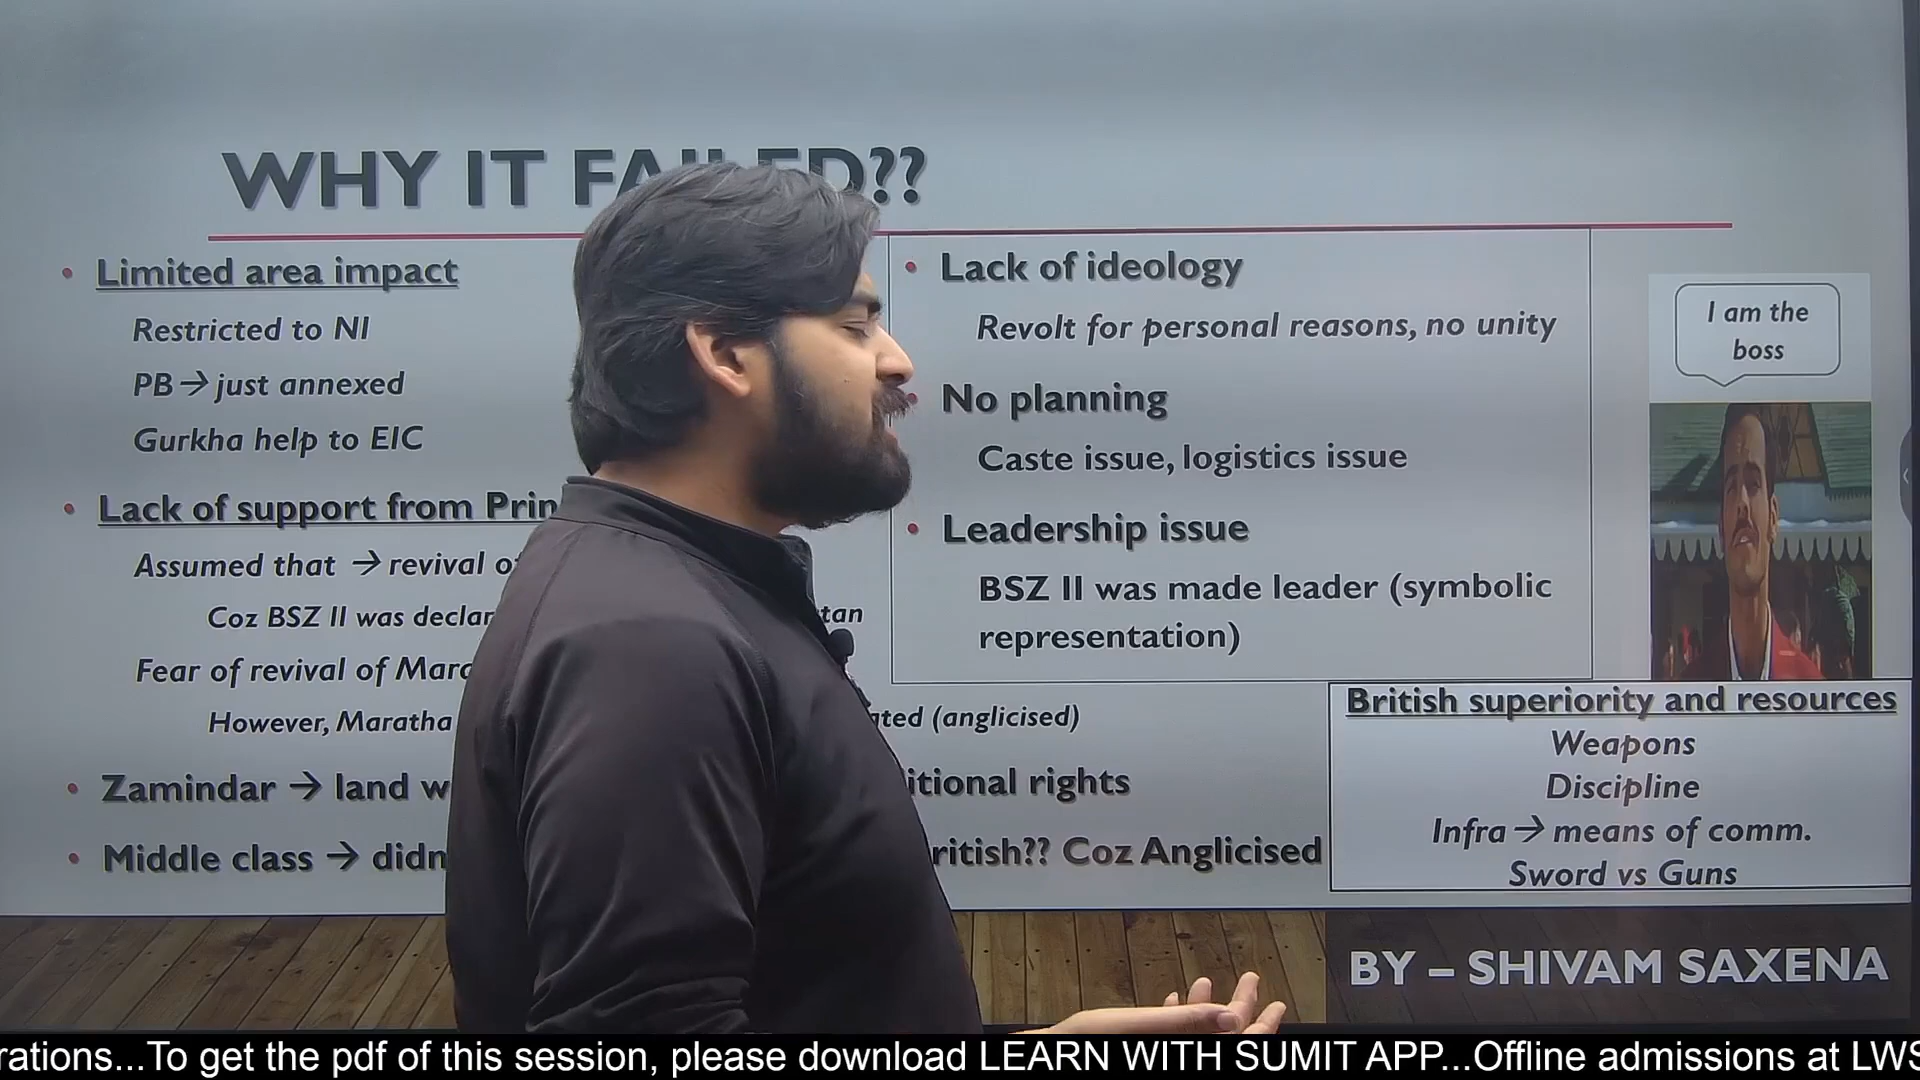 WHY IT FAILED??
Limited area impact
Restricted to NI
PB → just annexed
Gurkha help to EIC
Lack of support from Prin
Assumed that → revival o
Coz BSZ II was declar tan
Fear of revival of Mara
However, Maratha ated (anglicised)
Zamindar → land w itional rights
Middle class → didn ritish?? Coz Anglicised
Lack of ideology
Revolt for personal reasons, no unity
No planning
Caste issue, logistics issue
Leadership issue
BSZ II was made leader (symbolic
representation)
I am the
boss
British superiority and resources
Weapons
Discipline
Infra → means of comm.
Sword vs Guns
BY – SHIVAM SAXENA
rations...To get the pdf of this session, please download LEARN WITH SUMIT APP...Offline admissions at LWS